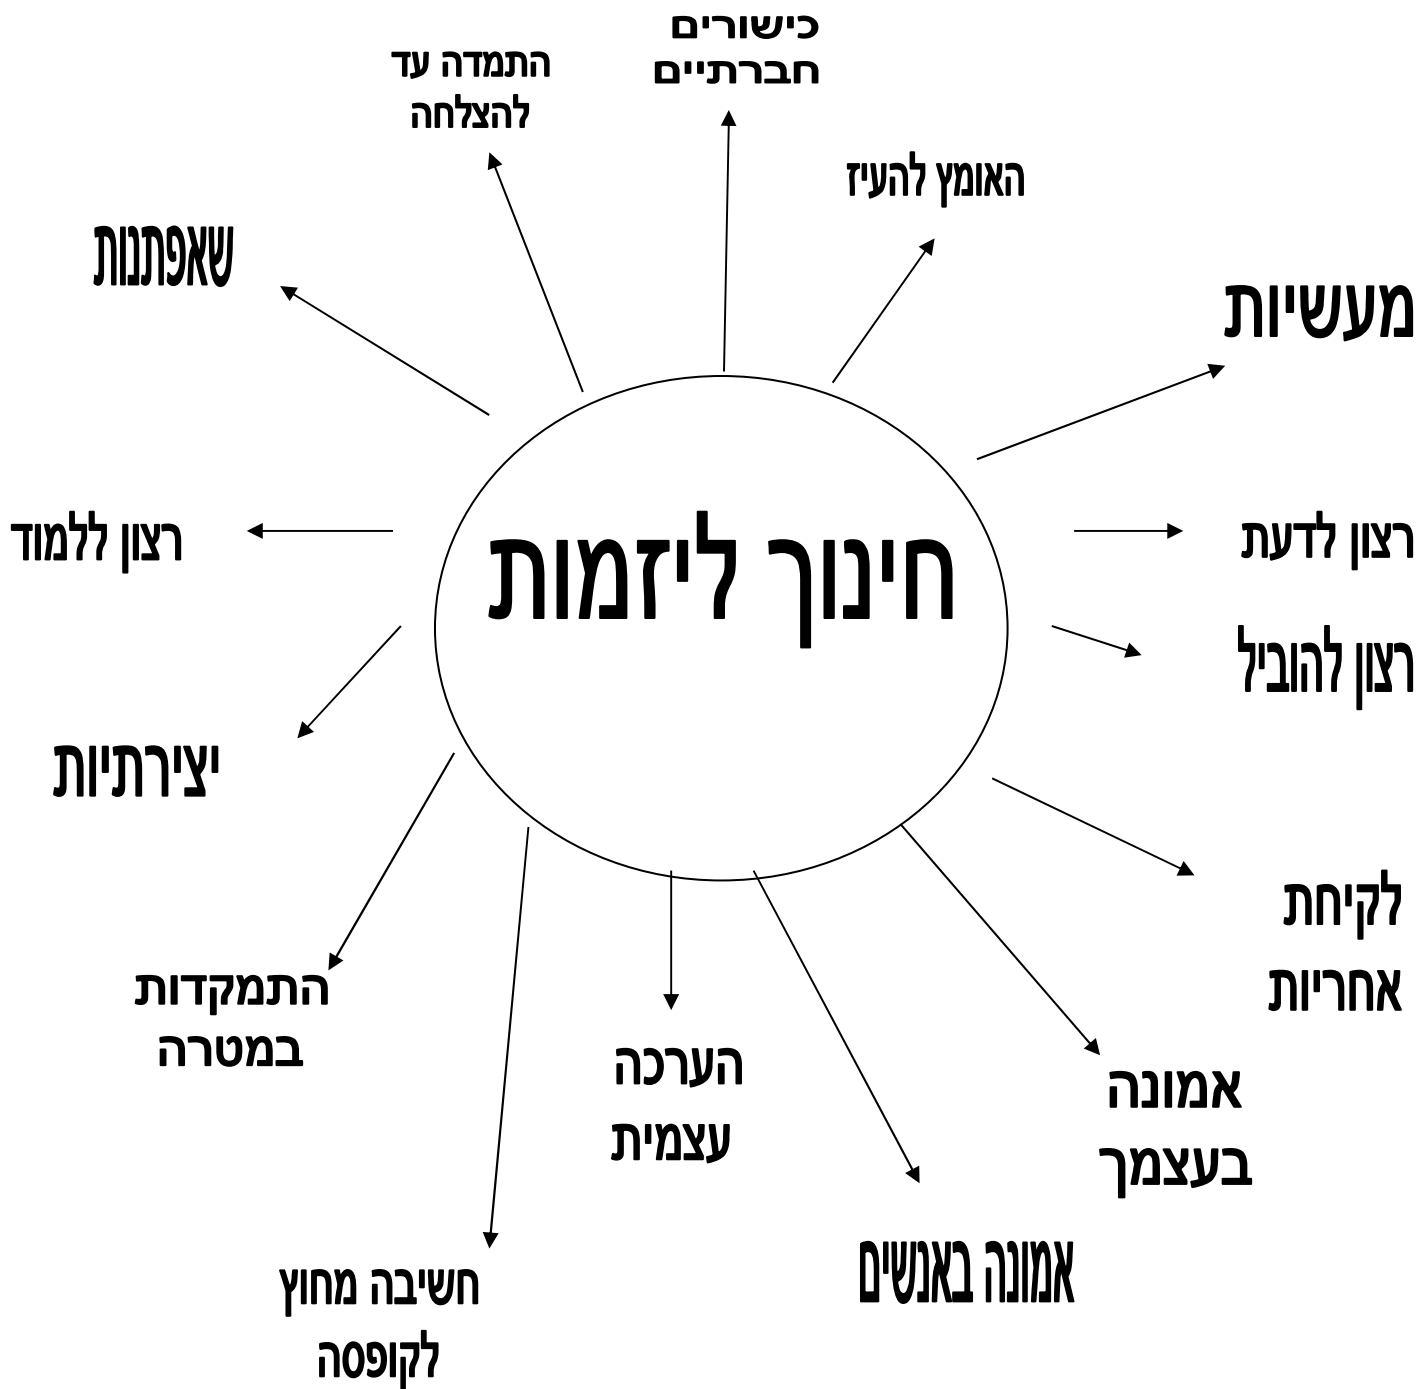 כישורים
חברתיים
התמדה עד
להצלחה
האומץ להעיז
שאפתנות
מעשיות
רצון ללמוד
חינוך ליזמות
רצון לדעת
רצון להוביל
יצירתיות
לקיחת
אחריות
התמקדות
במטרה
הערכה
עצמית
אמונה
בעצמך
אמונה באנשים
חשיבה מחוץ
לקופסה